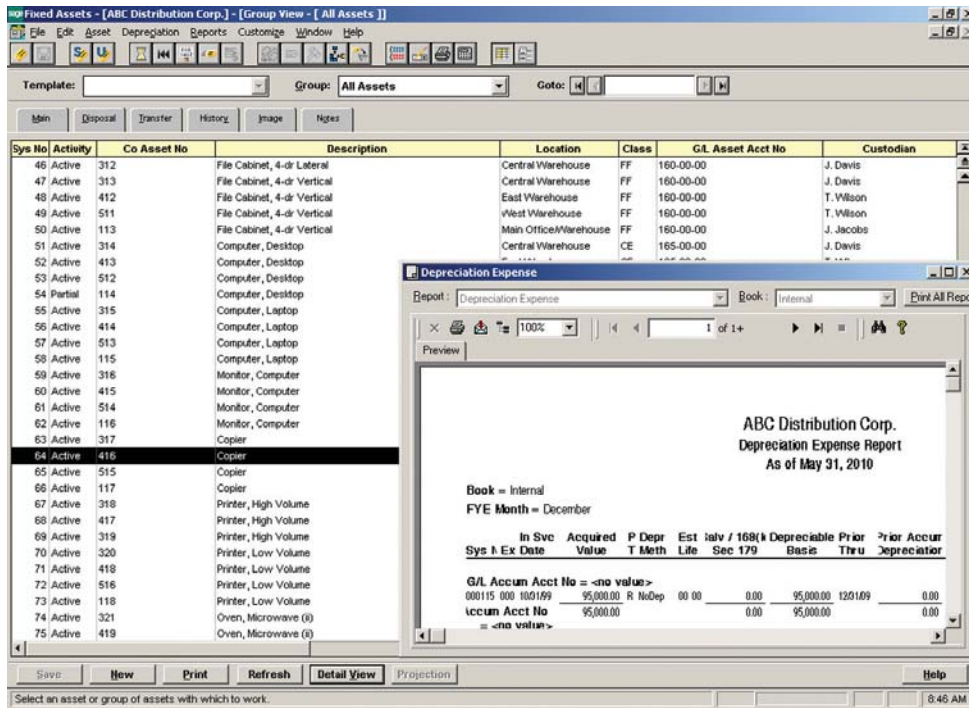 Fixed Assets - [ABC Distribution Corp.] - [Group View - [ All Assets ]]
File Edit Asset Depreciation Reports Customize Window Help
Template: Group: All Assets Goto:
Main Disposal Transfer History Image Notes
Sys No Activity Co Asset No Description Location Class G/L Asset Acct No Custodian
46 Active 312 File Cabinet, 4-dr Lateral Central Warehouse FF 160-00-00 J. Davis
47 Active 313 File Cabinet, 4-dr Vertical Central Warehouse FF 160-00-00 J. Davis
48 Active 412 File Cabinet, 4-dr Vertical East Warehouse FF 160-00-00 T. Wilson
49 Active 511 File Cabinet, 4-dr Vertical West Warehouse FF 160-00-00 T. Wilson
50 Active 113 File Cabinet, 4-dr Vertical Main Office/Warehouse FF 160-00-00 J. Jacobs
51 Active 314 Computer, Desktop Central Warehouse CE 165-00-00 J. Davis
52 Active 413 Computer, Desktop
53 Active 512 Computer, Desktop
54 Partial 114 Computer, Desktop
55 Active 315 Computer, Laptop
56 Active 414 Computer, Laptop
57 Active 513 Computer, Laptop
58 Active 115 Computer, Laptop
59 Active 316 Monitor, Computer
60 Active 415 Monitor, Computer
61 Active 514 Monitor, Computer
62 Active 116 Monitor, Computer
63 Active 317 Copier
64 Active 416 Copier
65 Active 515 Copier
66 Active 117 Copier
67 Active 318 Printer, High Volume
68 Active 417 Printer, High Volume
69 Active 319 Printer, High Volume
70 Active 320 Printer, Low Volume
71 Active 418 Printer, Low Volume
72 Active 516 Printer, Low Volume
73 Active 118 Printer, Low Volume
74 Active 321 Oven, Microwave (ii)
75 Active 419 Oven, Microwave (ii)
Depreciation Expense
Report: Depreciation Expense Book: Internal Print All Repo
100% 1 of 1+
Preview
ABC Distribution Corp.
Depreciation Expense Report
As of May 31, 2010
Book = Internal
FYE Month = December
In Svc Acquired P Depr Est Salv / 168(k Depreciable Prior Prior Accum
Sys N Ex Date Value T Meth Life Sec 179 Basis Thru Depreciation
G/L Accum Acct No = <no value>
000115 000 10/31/99 95,000.00 R NoDep 00 00 0.00 95,000.00 12/31/09 0.00
Accum Acct No 95,000.00 0.00 95,000.00 0.00
= <no value>
Save New Print Refresh Detail View Projection Help
Select an asset or group of assets with which to work. 8:46 AM